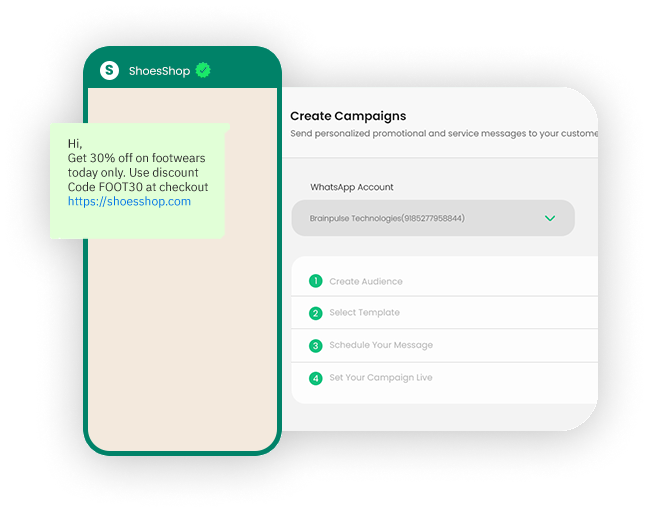 S ShoesShop
Hi,
Get 30% off on footwears
today only. Use discount
Code FOOT30 at checkout
https://shoesshop.com
Create Campaigns
Send personalized promotional and service messages to your custome
WhatsApp Account
Brainpulse Technologies(9185277958844)
1 Create Audience
2 Select Template
3 Schedule Your Message
4 Set Your Campaign Live